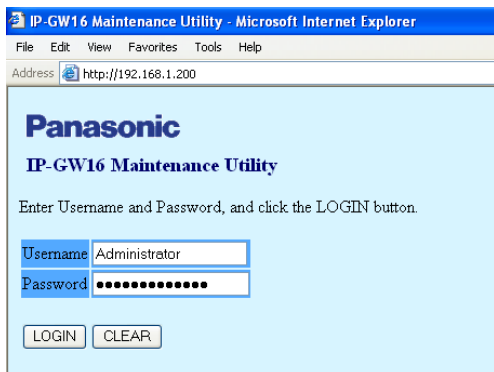 IP-GW16 Maintenance Utility - Microsoft Internet Explorer
File Edit View Favorites Tools Help
Address http://192.168.1.200
Panasonic
IP-GW16 Maintenance Utility
Enter Username and Password, and click the LOGIN button.
Username Administrator
Password ●●●●●●●●●●●●●
LOGIN CLEAR